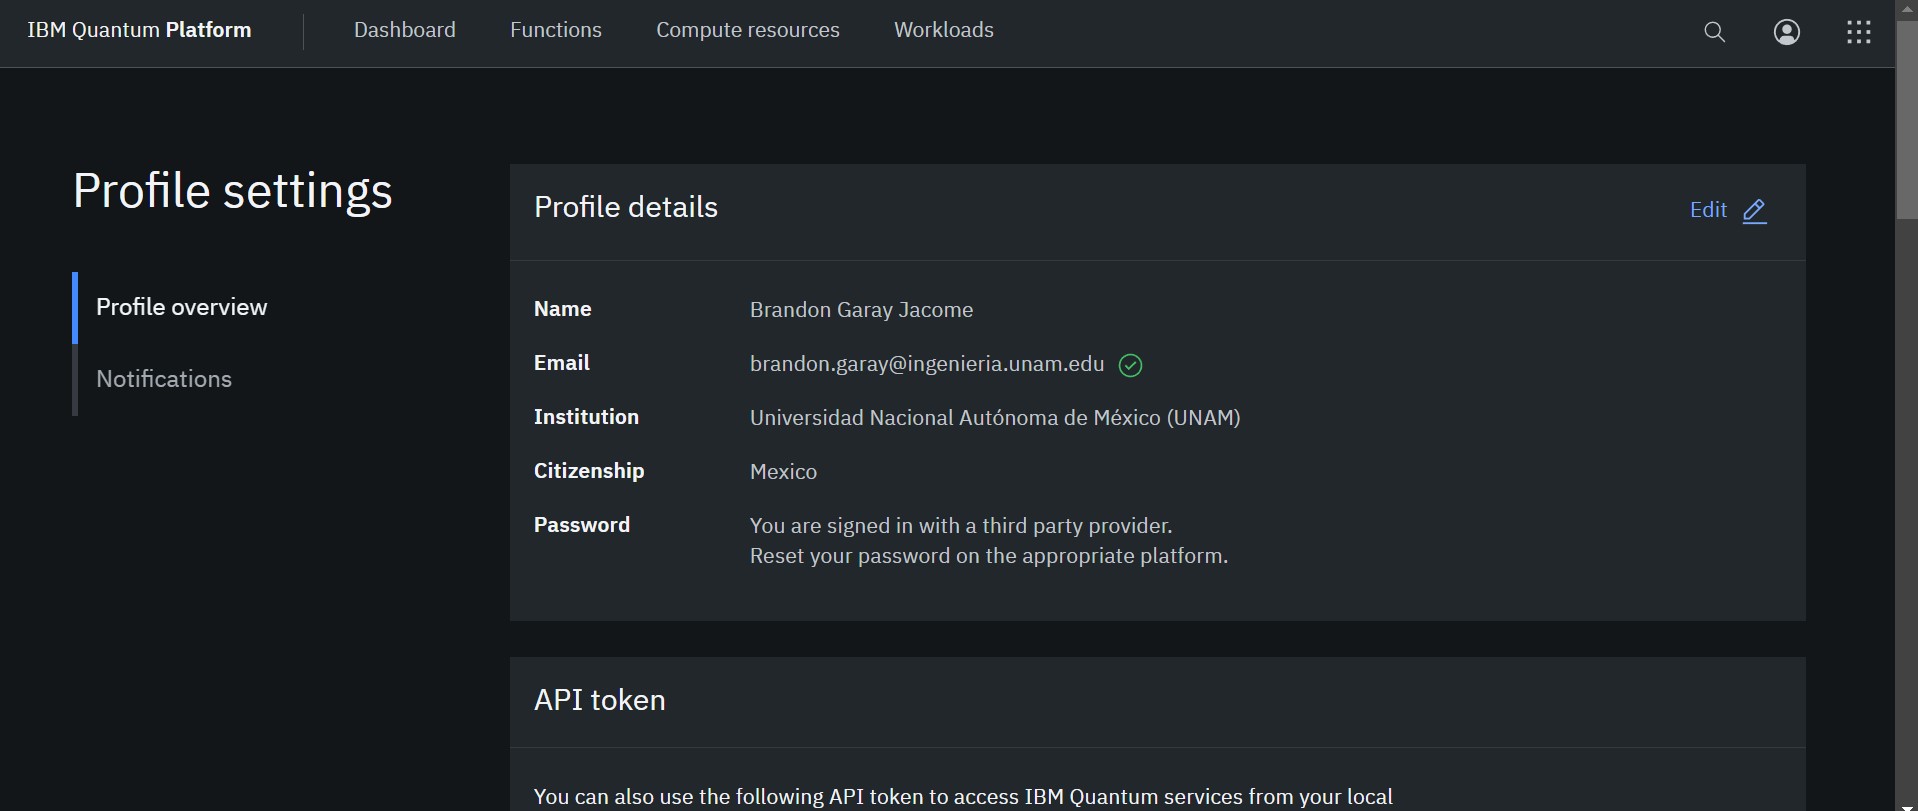 IBM Quantum Platform
Dashboard
Functions
Compute resources
Workloads
Profile settings
Profile overview
Notifications
Profile details
Edit
Name
Brandon Garay Jacome
Email
brandon.garay@ingenieria.unam.edu
Institution
Universidad Nacional Autónoma de México (UNAM)
Citizenship
Mexico
Password
You are signed in with a third party provider.
Reset your password on the appropriate platform.
API token
You can also use the following API token to access IBM Quantum services from your local